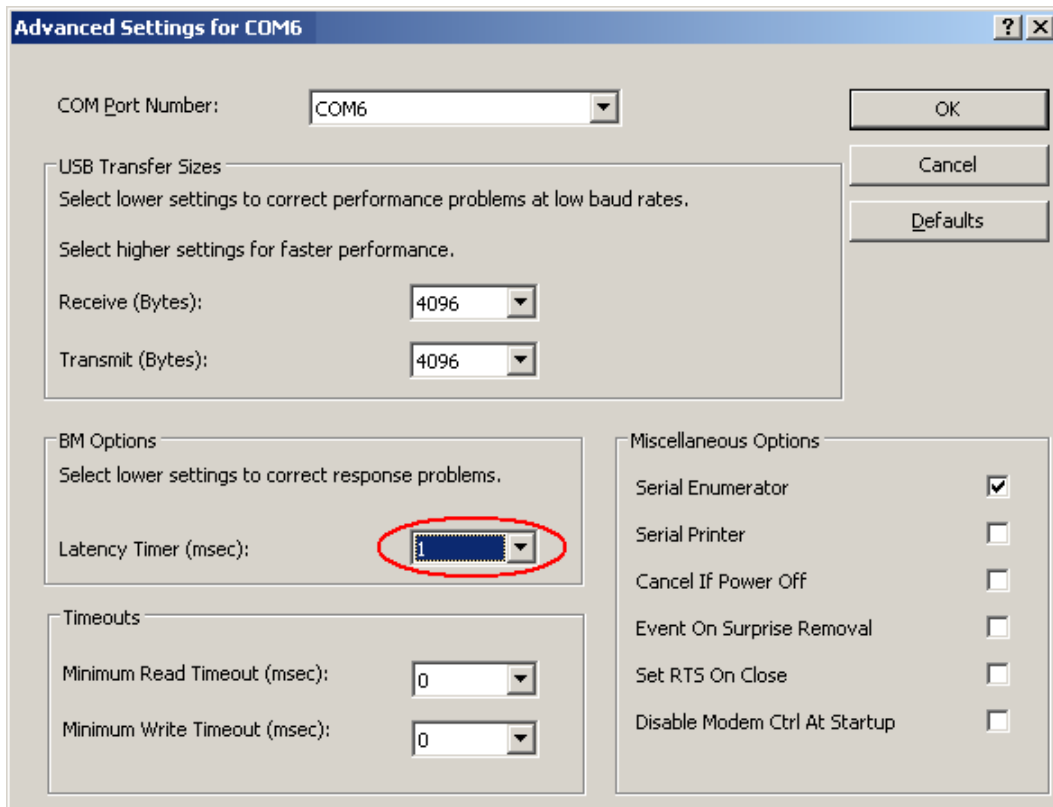 Advanced Settings for COM6
COM Port Number:
COM6
OK
Cancel
Defaults
USB Transfer Sizes
Select lower settings to correct performance problems at low baud rates.
Select higher settings for faster performance.
Receive (Bytes):
4096
Transmit (Bytes):
4096
BM Options
Select lower settings to correct response problems.
Latency Timer (msec):
1
Timeouts
Minimum Read Timeout (msec):
0
Minimum Write Timeout (msec):
0
Miscellaneous Options
Serial Enumerator
Serial Printer
Cancel If Power Off
Event On Surprise Removal
Set RTS On Close
Disable Modem Ctrl At Startup